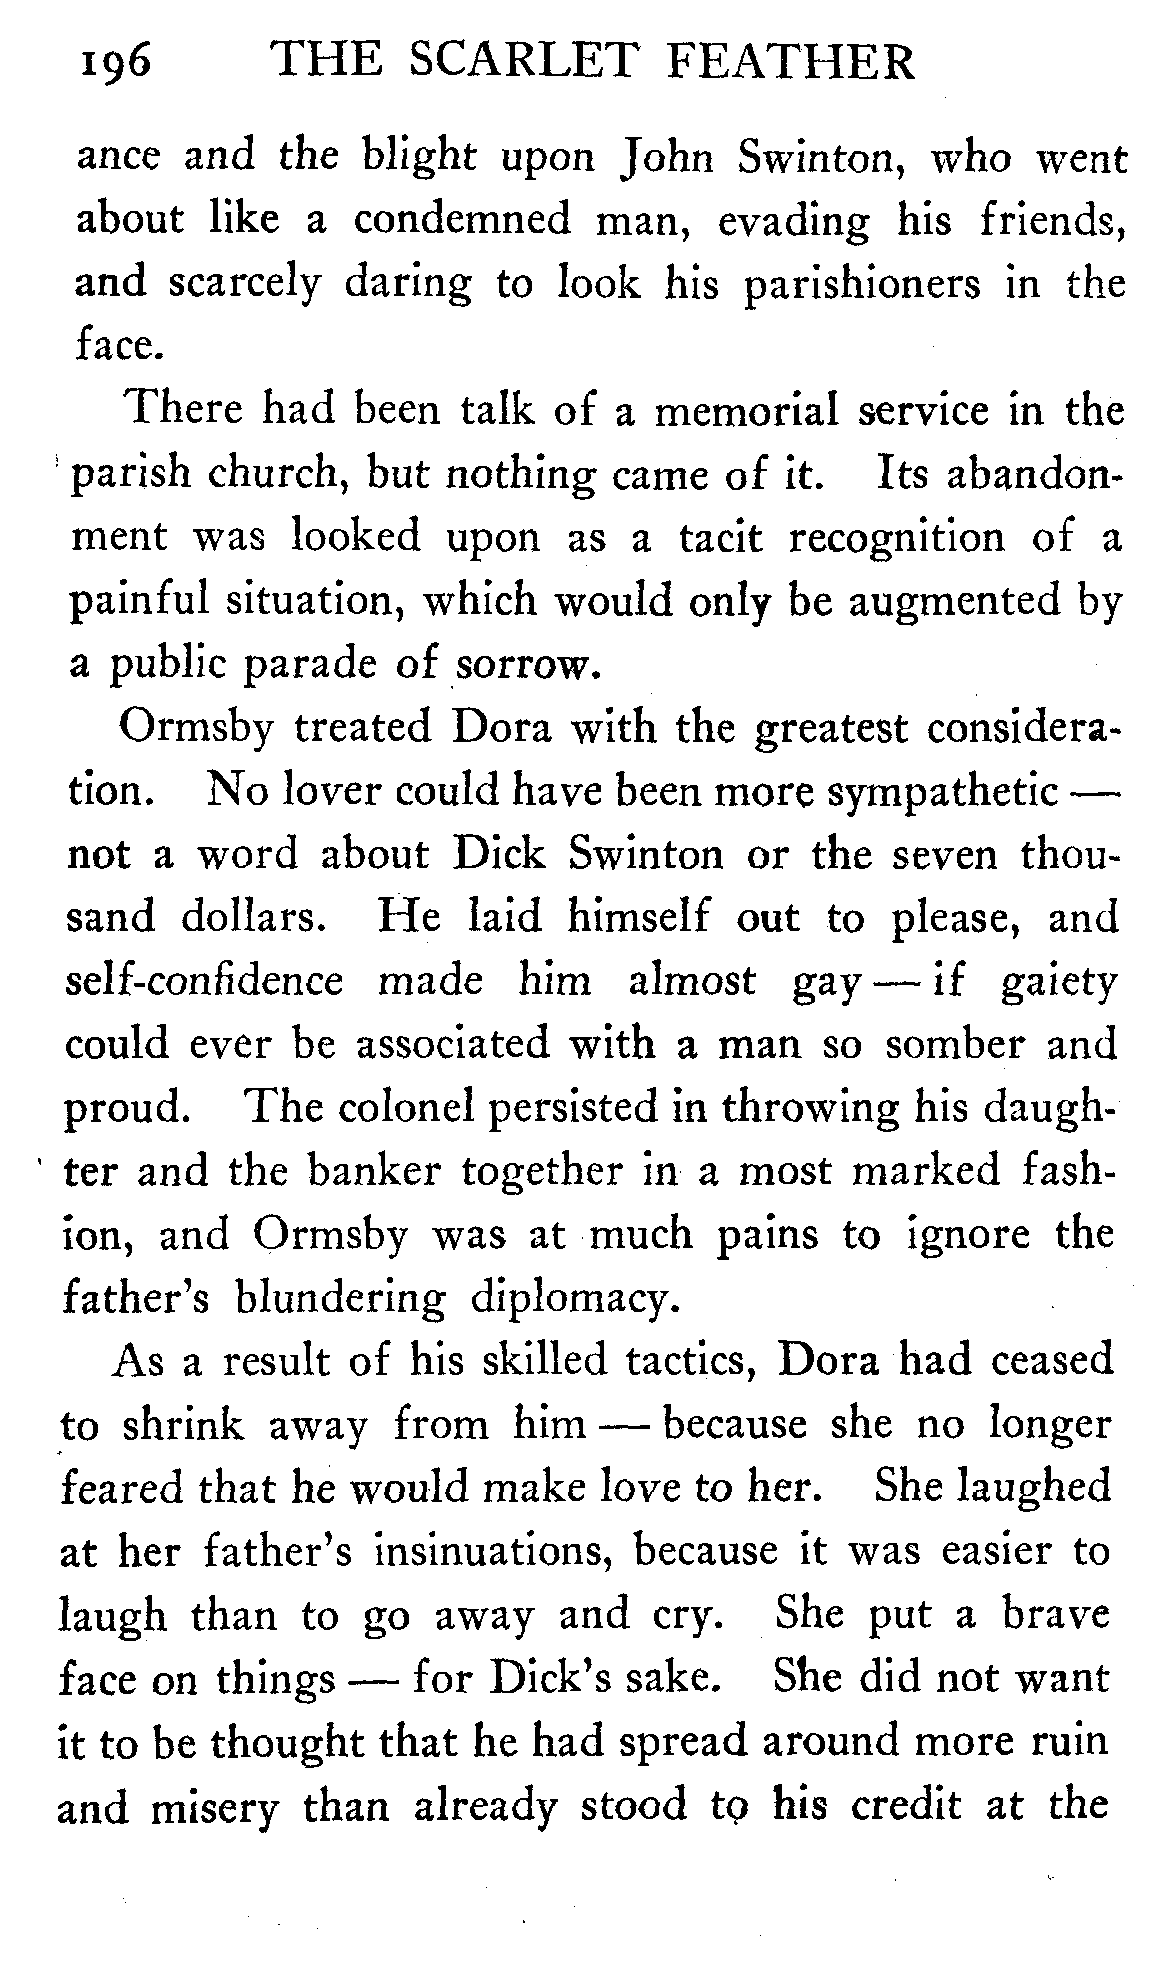 196 THE SCARLET FEATHER
ance and the blight upon John Swinton, who went
about like a condemned man, evading his friends,
and scarcely daring to look his parishioners in the
face.
There had been talk of a memorial service in the
parish church, but nothing came of it. Its abandon-
ment was looked upon as a tacit recognition of a
painful situation, which would only be augmented by
a public parade of sorrow.
Ormsby treated Dora with the greatest considera-
tion. No lover could have been more sympathetic —
not a word about Dick Swinton or the seven thou-
sand dollars. He laid himself out to please, and
self-confidence made him almost gay — if gaiety
could ever be associated with a man so somber and
proud. The colonel persisted in throwing his daugh-
ter and the banker together in a most marked fash-
ion, and Ormsby was at much pains to ignore the
father's blundering diplomacy.
As a result of his skilled tactics, Dora had ceased
to shrink away from him — because she no longer
feared that he would make love to her. She laughed
at her father's insinuations, because it was easier to
laugh than to go away and cry. She put a brave
face on things — for Dick's sake. She did not want
it to be thought that he had spread around more ruin
and misery than already stood to his credit at the